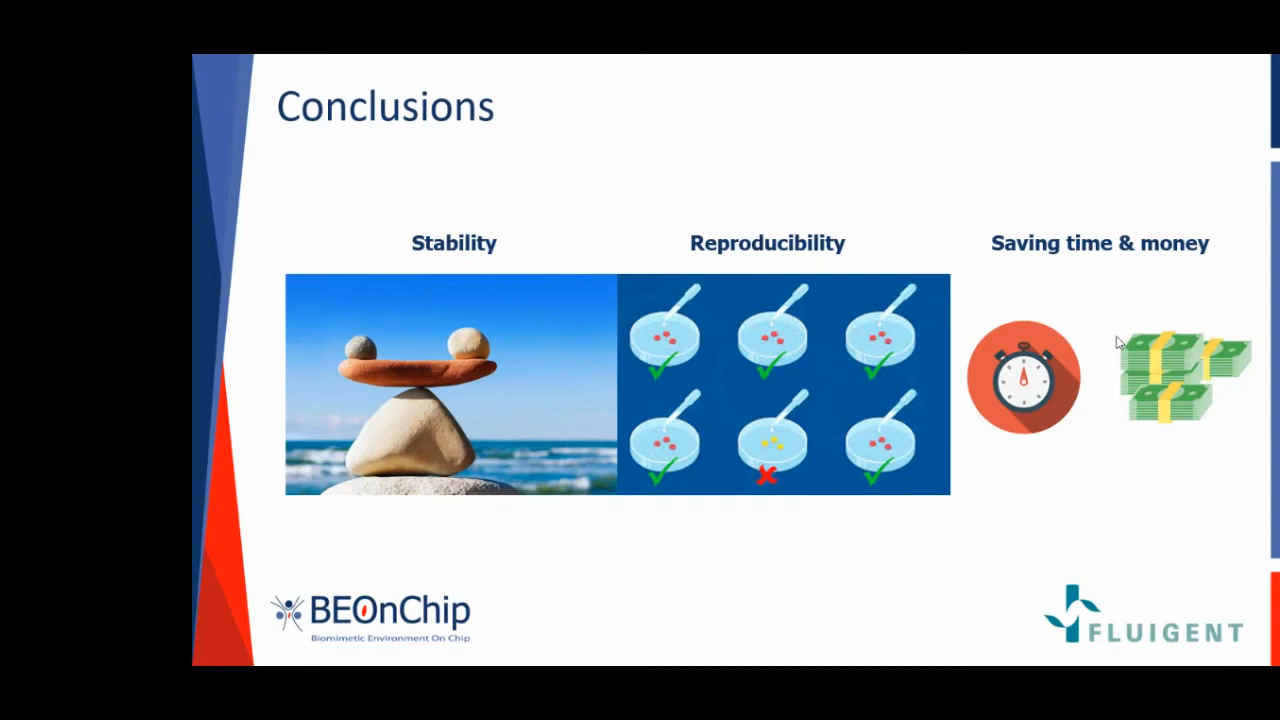 Conclusions
Stability
Reproducibility
Saving time & money
BEOnChip
Biomimetic Environment On Chip
FLUIGENT